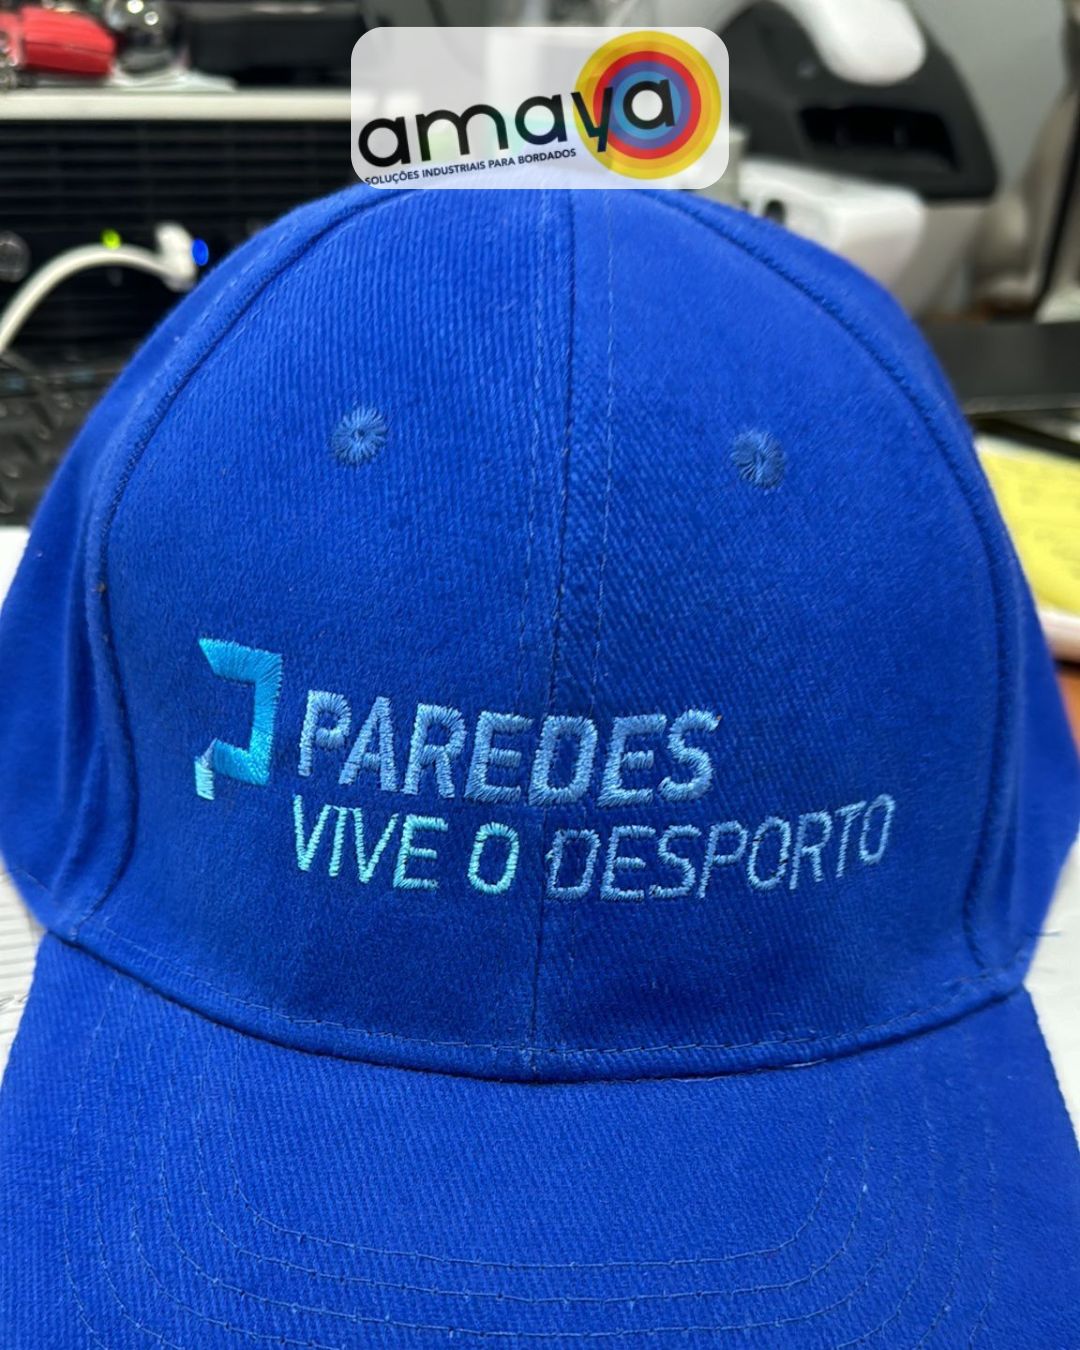 amaya
SOLUÇÕES INDUSTRIAIS PARA BORDADOS
PAREDES
VIVE O DESPORTO